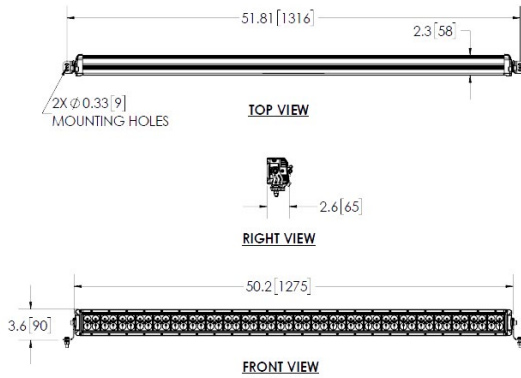 51.81[1316]
2.3[58]
2X Ø0.33[9]
MOUNTING HOLES
TOP VIEW
2.6[65]
RIGHT VIEW
50.2[1275]
3.6[90]
FRONT VIEW